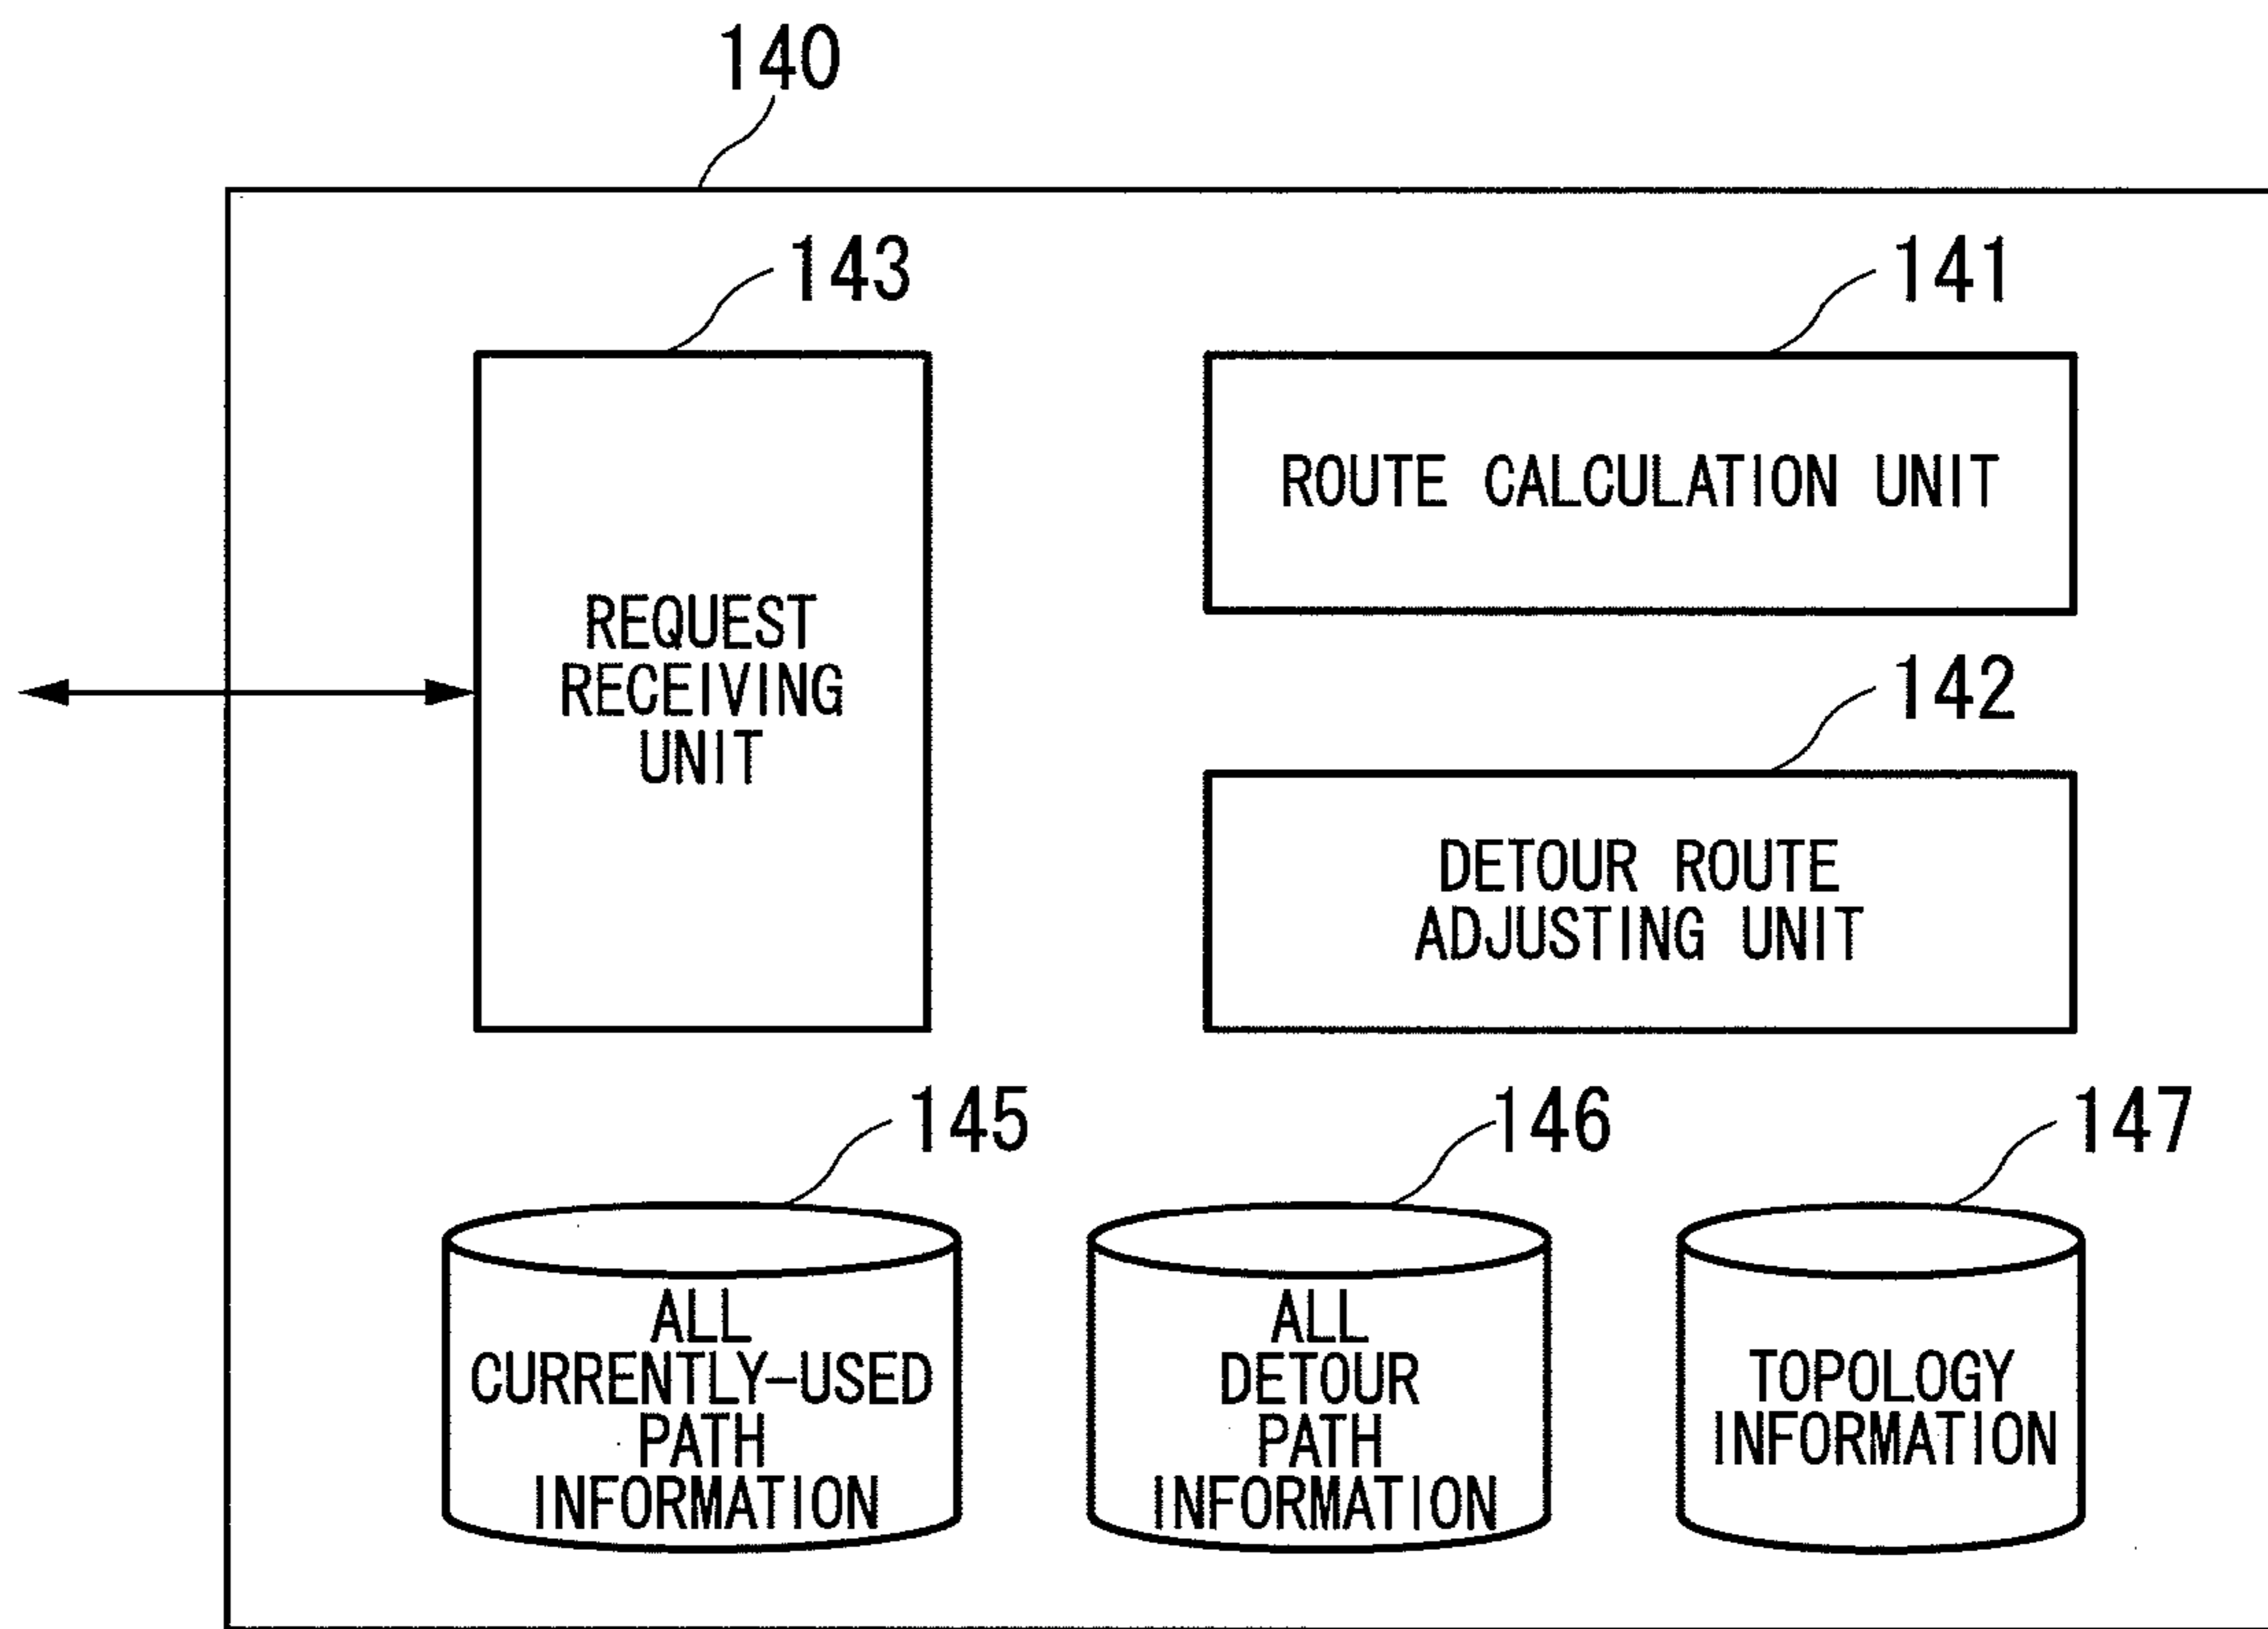 140
143
141
ROUTE CALCULATION UNIT
REQUEST
RECEIVING
UNIT
142
DETOUR ROUTE
ADJUSTING UNIT
145
146
147
ALL
CURRENTLY-USED
PATH
INFORMATION
ALL
DETOUR
PATH
INFORMATION
TOPOLOGY
INFORMATION